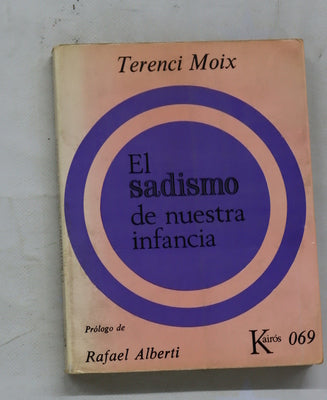 Terenci Moix
El
sadismo
de nuestra
infancia
Prólogo de
Rafael Alberti
Kairós 069